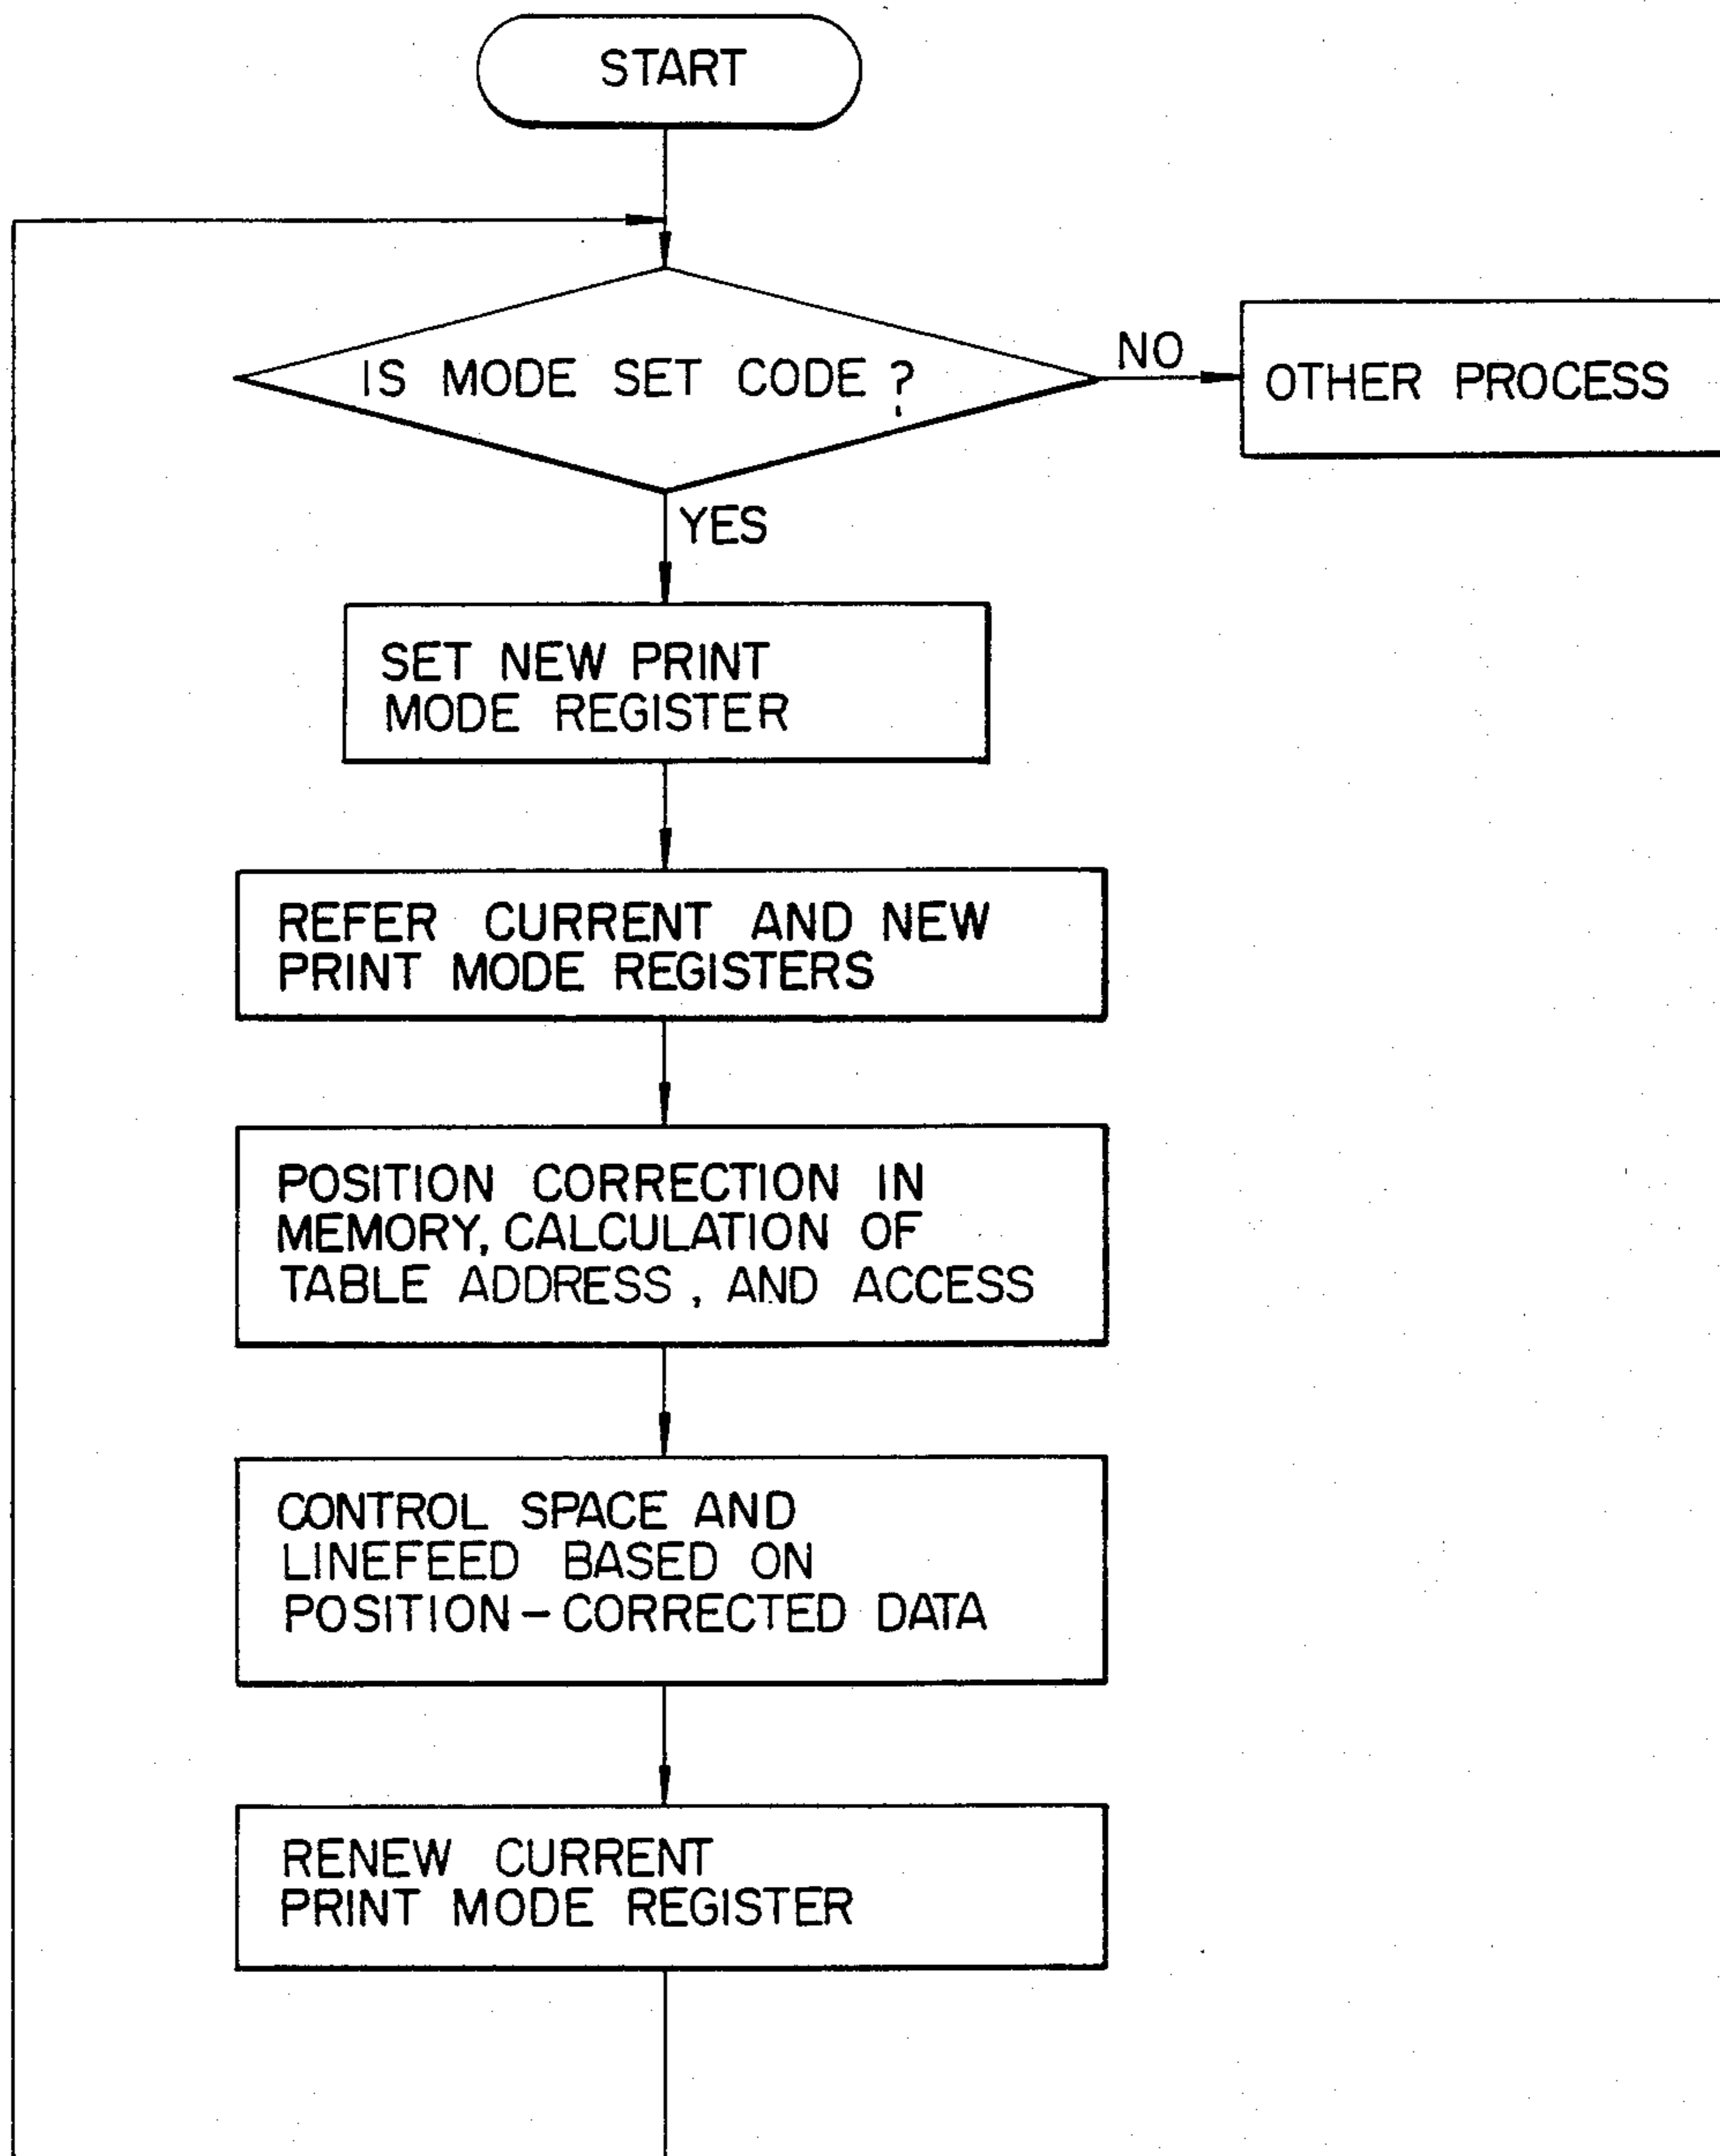 START
IS MODE SET CODE ?
NO
OTHER PROCESS
YES
SET NEW PRINT
MODE REGISTER
REFER CURRENT AND NEW
PRINT MODE REGISTERS
POSITION CORRECTION IN
MEMORY, CALCULATION OF
TABLE ADDRESS, AND ACCESS
CONTROL SPACE AND
LINEFEED BASED ON
POSITION-CORRECTED DATA
RENEW CURRENT
PRINT MODE REGISTER